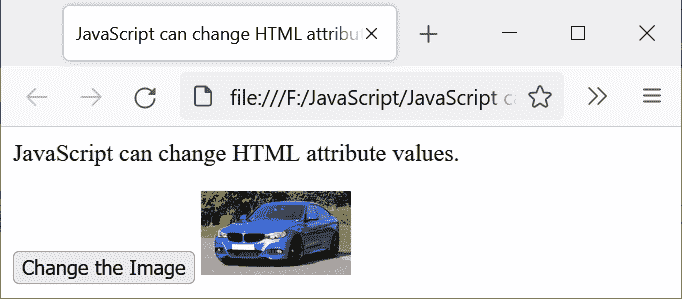 JavaScript can change HTML attribu
file:///F:/JavaScript/JavaScript c
JavaScript can change HTML attribute values.
Change the Image